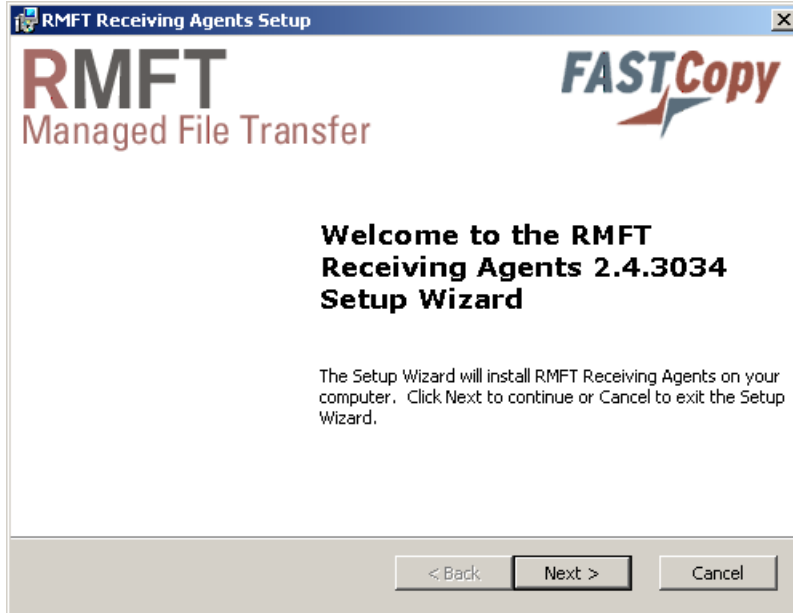 RMFT Receiving Agents Setup
RMFT
Managed File Transfer
FASTCopy
Welcome to the RMFT
Receiving Agents 2.4.3034
Setup Wizard
The Setup Wizard will install RMFT Receiving Agents on your
computer. Click Next to continue or Cancel to exit the Setup
Wizard.
< Back Next > Cancel